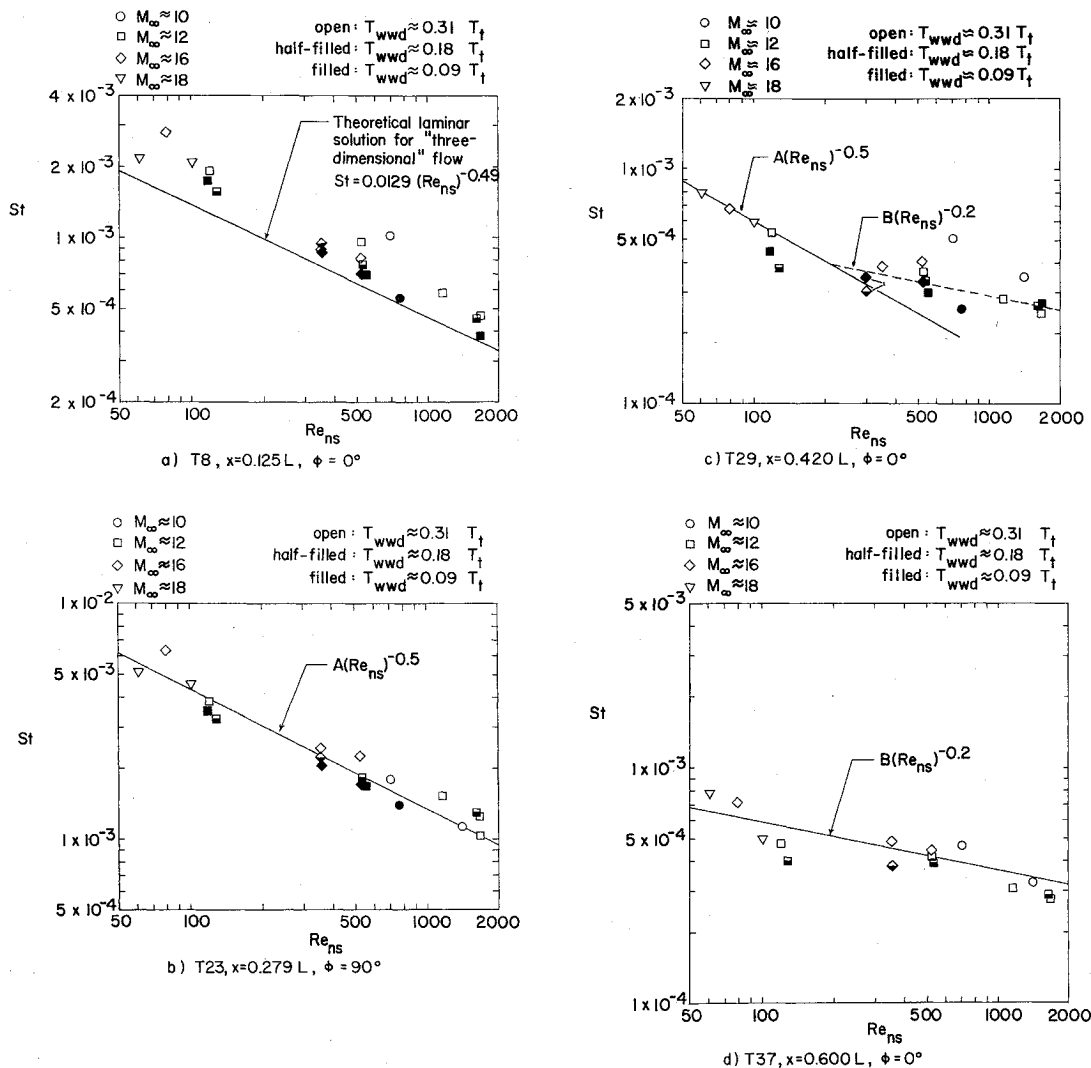 M∞≈10
M∞≈12
M∞≈16
M∞≈18
open: Twwd≈0.31 Tt
half-filled: Twwd≈0.18 Tt
filled: Twwd≈0.09 Tt
4 x 10-3
2 x 10-3
1 x 10-3
5 x 10-4
2 x 10-4
St
Theoretical laminar
solution for "three-
dimensional" flow
St=0.0129 (Rens)-0.49
50 100 500 1000 2000
Rens
a) T8, x=0.125L, ϕ = 0°
M∞≈ 10
M∞≈ 12
M∞≈ 16
M∞≈ 18
open: Twwd≈0.31 Tt
half-filled: Twwd≈0.18 Tt
filled: Twwd≈0.09 Tt
2 x 10-3
1 x 10-3
5 x 10-4
1 x 10-4
St
A(Rens)-0.5
B(Rens)-0.2
50 100 500 1000 2000
Rens
c) T29, x=0.420L, ϕ=0°
M∞≈10
M∞≈12
M∞≈16
M∞≈18
open: Twwd≈0.31 Tt
half-filled: Twwd≈0.18 Tt
filled: Twwd≈0.09 Tt
1 x 10-2
5 x 10-3
1 x 10-3
5 x 10-4
St
A(Rens)-0.5
50 100 500 1000 2000
Rens
b) T23, x=0.279L, ϕ = 90°
M∞≈10
M∞≈12
M∞≈16
M∞≈18
open: Twwd≈0.31 Tt
half-filled: Twwd≈0.18 Tt
filled: Twwd≈0.09 Tt
5 x 10-3
1 x 10-3
5 x 10-4
1 x 10-4
St
B(Rens)-0.2
50 100 500 1000 2000
Rens
d) T37, x=0.600L, ϕ=0°